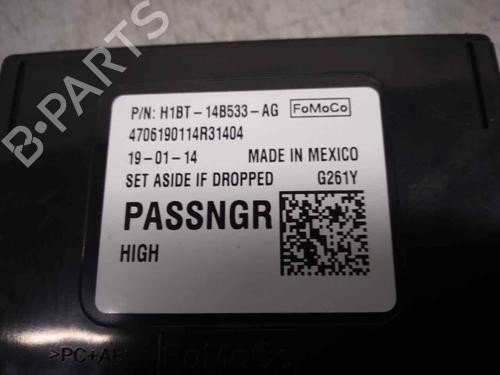 P/N: H1BT-14B533-AG FoMoCo
4706190114R31404
19-01-14 MADE IN MEXICO
SET ASIDE IF DROPPED G261Y
PASSNGR
HIGH
B-Parts
>PC+AB
FoMoCo